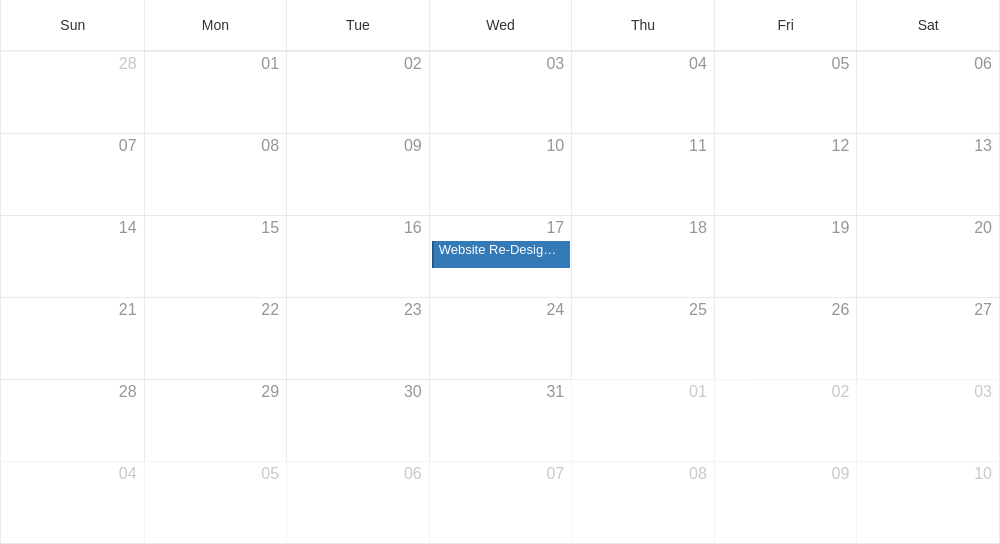 Sun Mon Tue Wed Thu Fri Sat
28 01 02 03 04 05 06
07 08 09 10 11 12 13
14 15 16 17 18 19 20
Website Re-Desig…
21 22 23 24 25 26 27
28 29 30 31 01 02 03
04 05 06 07 08 09 10